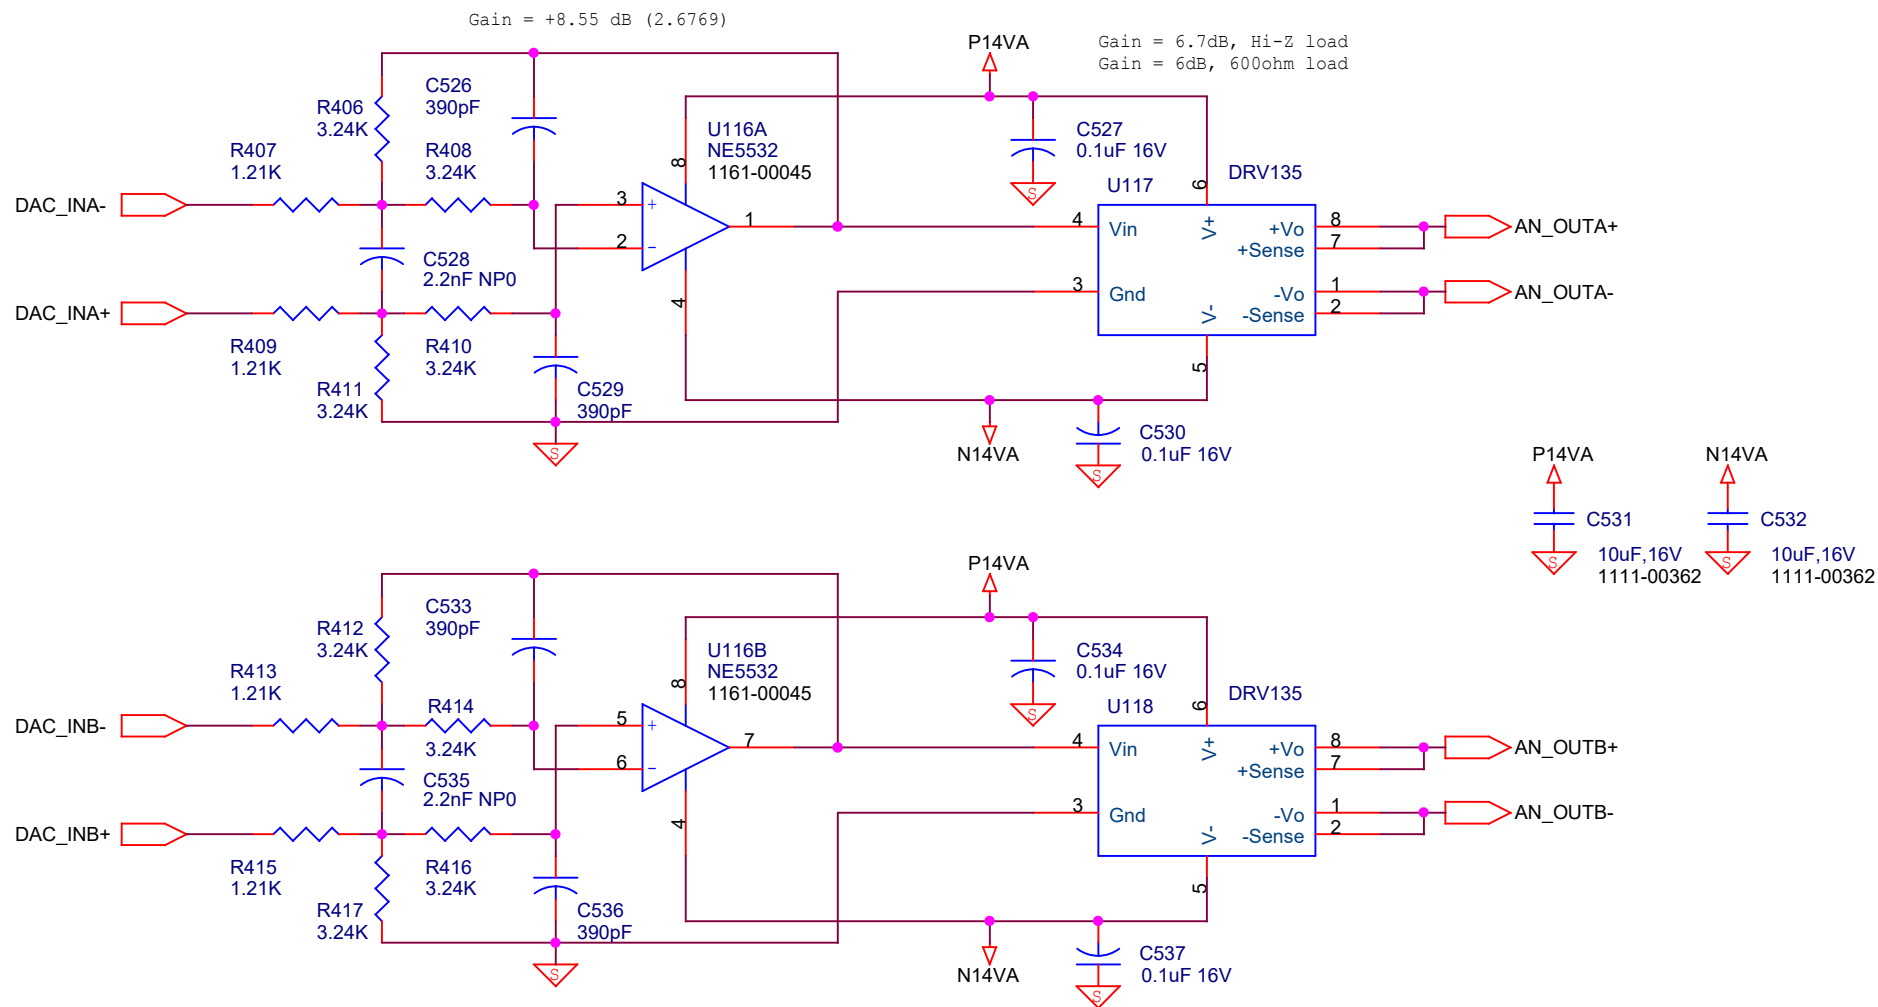 Gain = +8.55 dB (2.6769)
Gain = 6.7dB, Hi-Z load
Gain = 6dB, 600ohm load
P14VA
C526
390pF
R406
3.24K
R407
1.21K
R408
3.24K
DAC_INA-
U116A
NE5532
1161-00045
8
3
+
2
-
1
4
C527
0.1uF 16V
S
DRV135
U117
6
4
Vin
V+
+Vo
8
+Sense
7
AN_OUTA+
3
Gnd
-Vo
1
V-
-Sense
2
AN_OUTA-
5
C528
2.2nF NP0
DAC_INA+
R409
1.21K
R410
3.24K
R411
3.24K
C529
390pF
S
N14VA
C530
0.1uF 16V
S
P14VA
C531
10uF,16V
1111-00362
S
N14VA
C532
10uF,16V
1111-00362
S
P14VA
C533
390pF
R412
3.24K
R413
1.21K
R414
3.24K
DAC_INB-
U116B
NE5532
1161-00045
8
5
+
6
-
7
4
C534
0.1uF 16V
S
DRV135
U118
6
4
Vin
V+
+Vo
8
+Sense
7
AN_OUTB+
3
Gnd
-Vo
1
V-
-Sense
2
AN_OUTB-
5
C535
2.2nF NP0
DAC_INB+
R415
1.21K
R416
3.24K
R417
3.24K
C536
390pF
S
N14VA
C537
0.1uF 16V
S